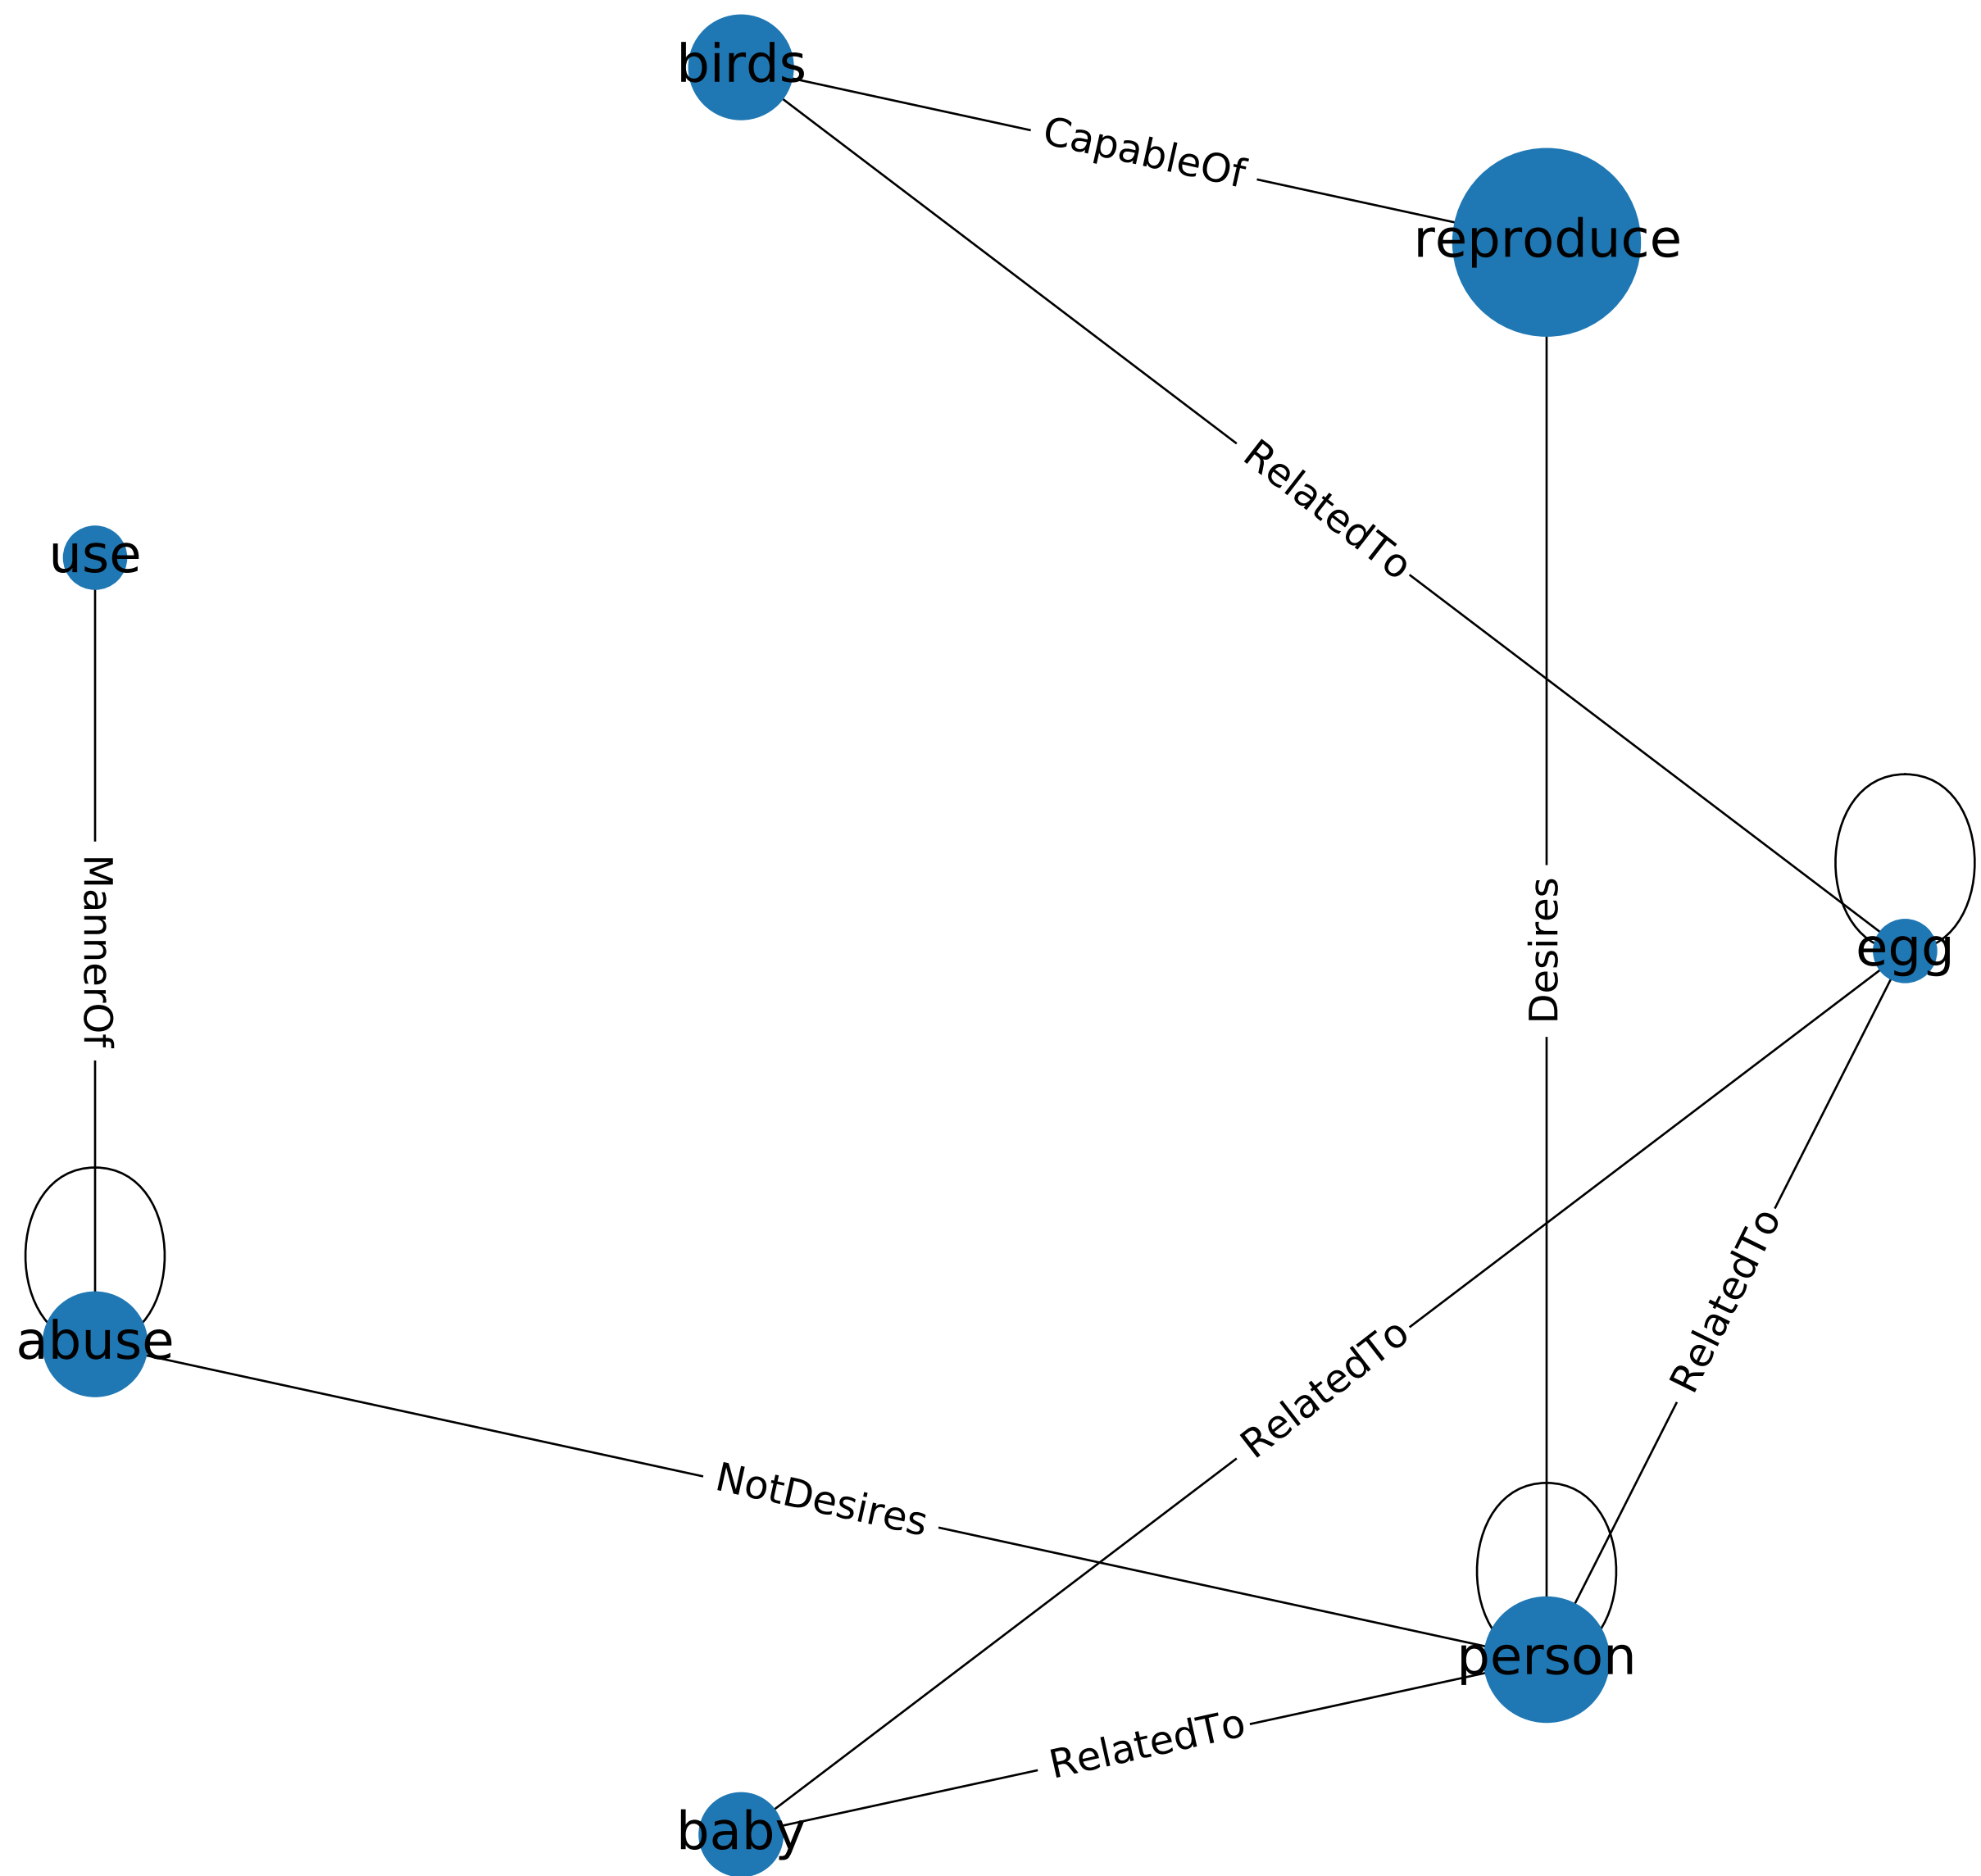 birds
CapableOf
reproduce
RelatedTo
use
MannerOf
Desires
egg
RelatedTo
abuse
RelatedTo
NotDesires
person
RelatedTo
baby